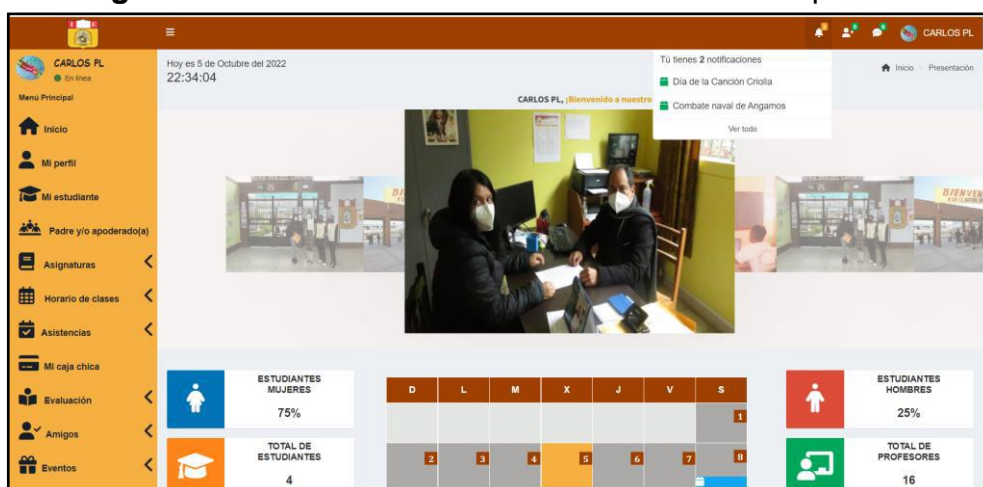 CARLOS PL
CARLOS PL
En línea
Menú Principal
Inicio
Mi perfil
Mi estudiante
Padre y/o apoderado(a)
Asignaturas
Horario de clases
Asistencias
Mi caja chica
Evaluación
Amigos
Eventos
Hoy es 5 de Octubre del 2022
22:34:04
Tú tienes 2 notificaciones
Día de la Canción Criolla
Combate naval de Angamos
Ver todo
Inicio - Presentación
CARLOS PL, ¡Bienvenido a nuestro
ESTUDIANTES
MUJERES
75%
TOTAL DE
ESTUDIANTES
4
D L M X J V S
1
2 3 4 5 6 7 8
ESTUDIANTES
HOMBRES
25%
TOTAL DE
PROFESORES
16